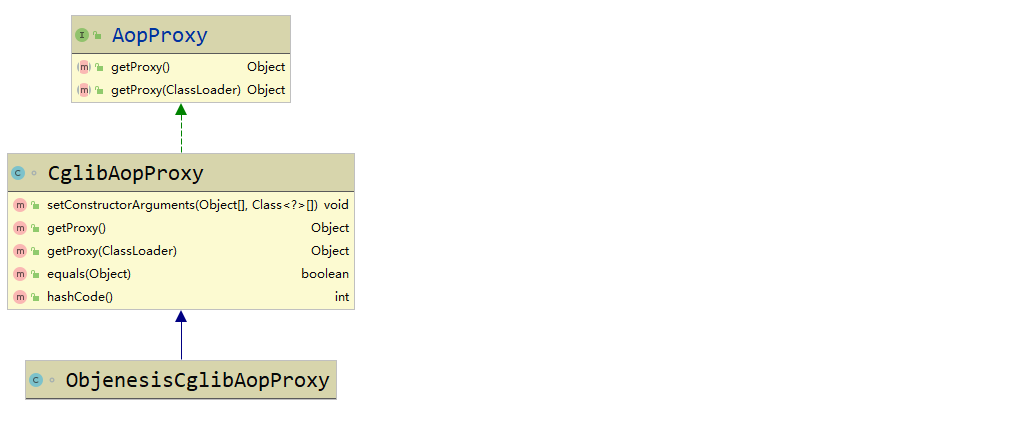 AopProxy
getProxy() Object
getProxy(ClassLoader) Object
CglibAopProxy
setConstructorArguments(Object[], Class<?>[]) void
getProxy() Object
getProxy(ClassLoader) Object
equals(Object) boolean
hashCode() int
ObjenesisCglibAopProxy